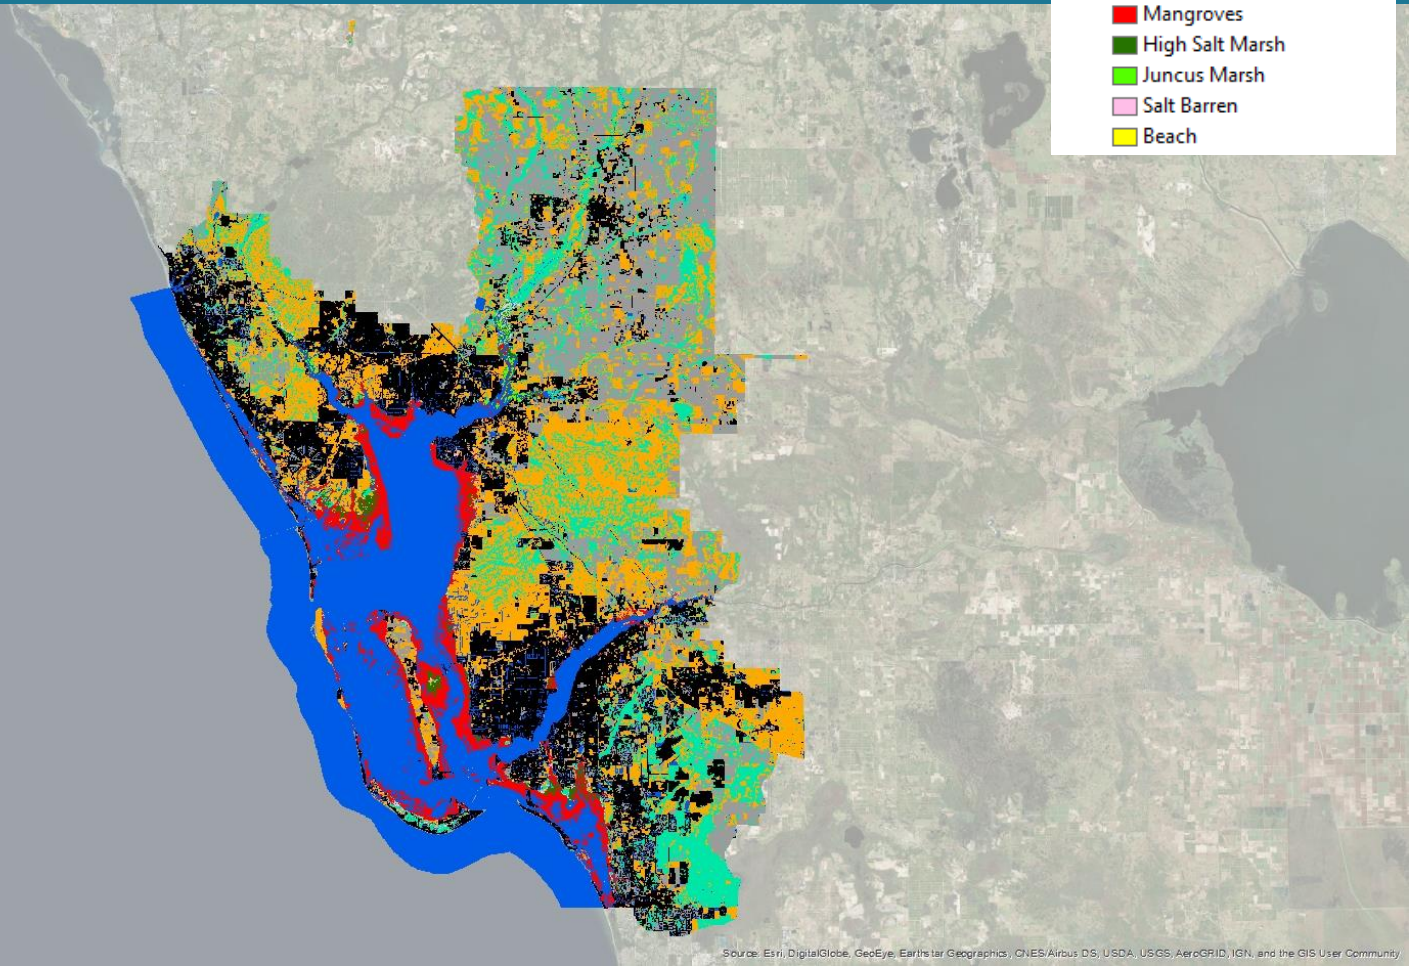 Mangroves
High Salt Marsh
Juncus Marsh
Salt Barren
Beach
Source: Esri, DigitalGlobe, GeoEye, Earthstar Geographics, CNES/Airbus DS, USDA, USGS, AeroGRID, IGN, and the GIS User Community